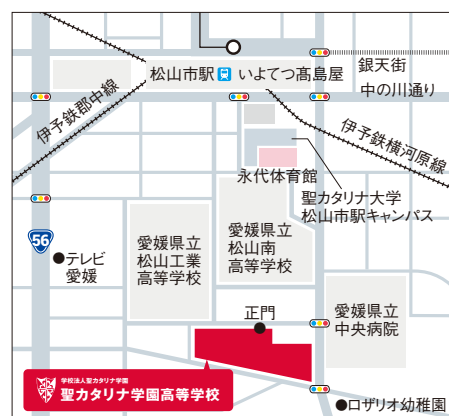 銀天街
松山市駅
いよてつ髙島屋
中の川通り
伊予鉄郡中線
伊予鉄横河原線
永代体育館
聖カタリナ大学
松山市駅キャンパス
愛媛県立
松山工業
高等学校
愛媛県立
松山南
高等学校
56
テレビ
愛媛
正門
愛媛県立
中央病院
学校法人聖カタリナ学園
聖カタリナ学園高等学校
ロザリオ幼稚園